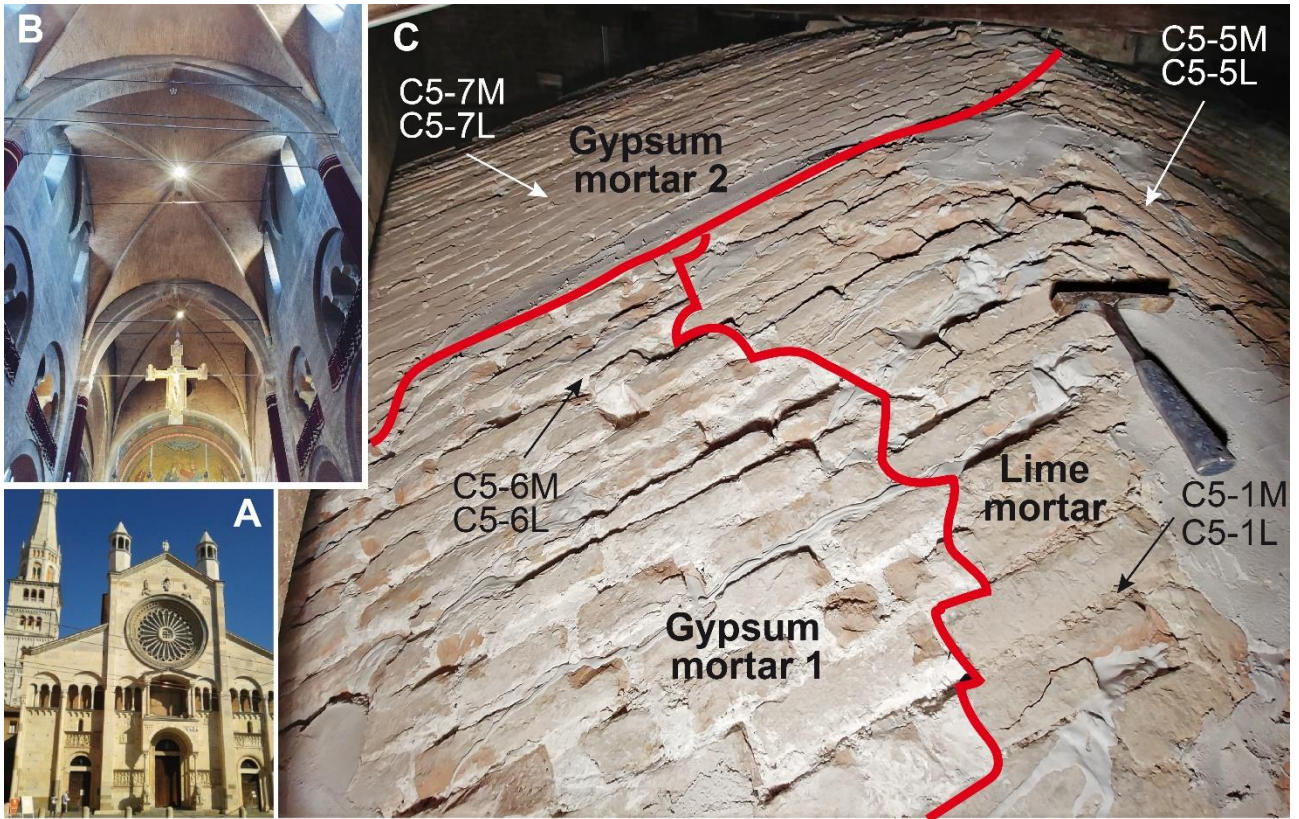 B
C
C5-7M
C5-7L
Gypsum
mortar 2
C5-5M
C5-5L
C5-6M
C5-6L
Lime
mortar
C5-1M
C5-1L
Gypsum
mortar 1
A